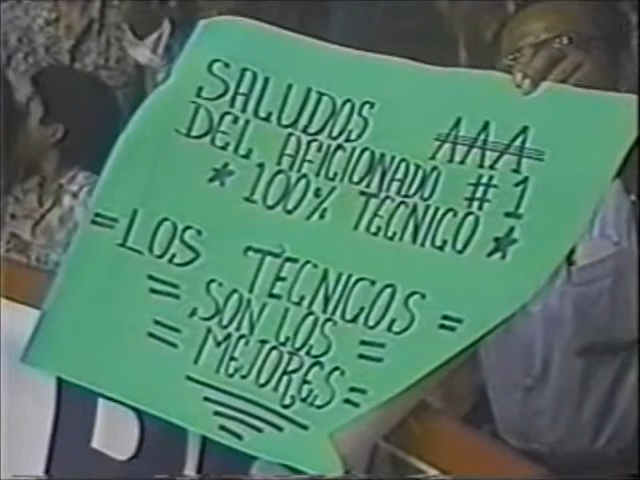 SALUDOS AAA
DEL AFICIONADO #1
* 100% TECNICO *
=LOS TECNICOS=
= SON LOS =
= MEJORES =